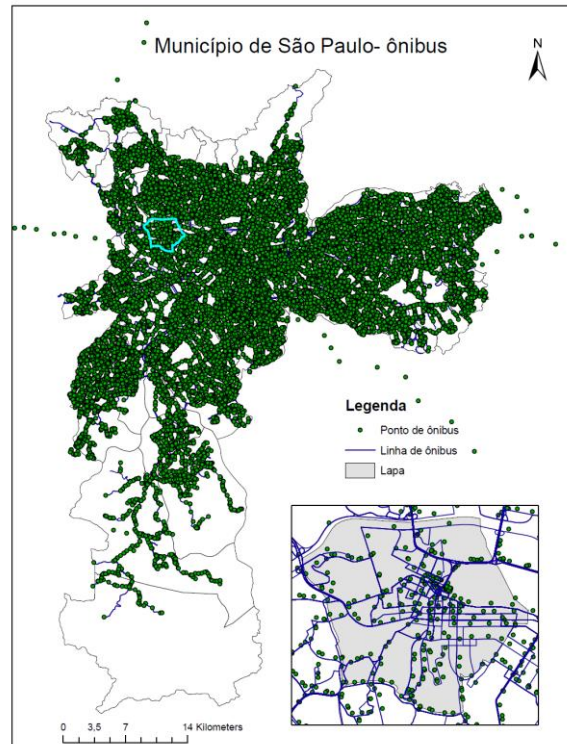 Município de São Paulo- ônibus
N
Legenda
Ponto de ônibus
Linha de ônibus
Lapa
0 3,5 7 14 Kilometers